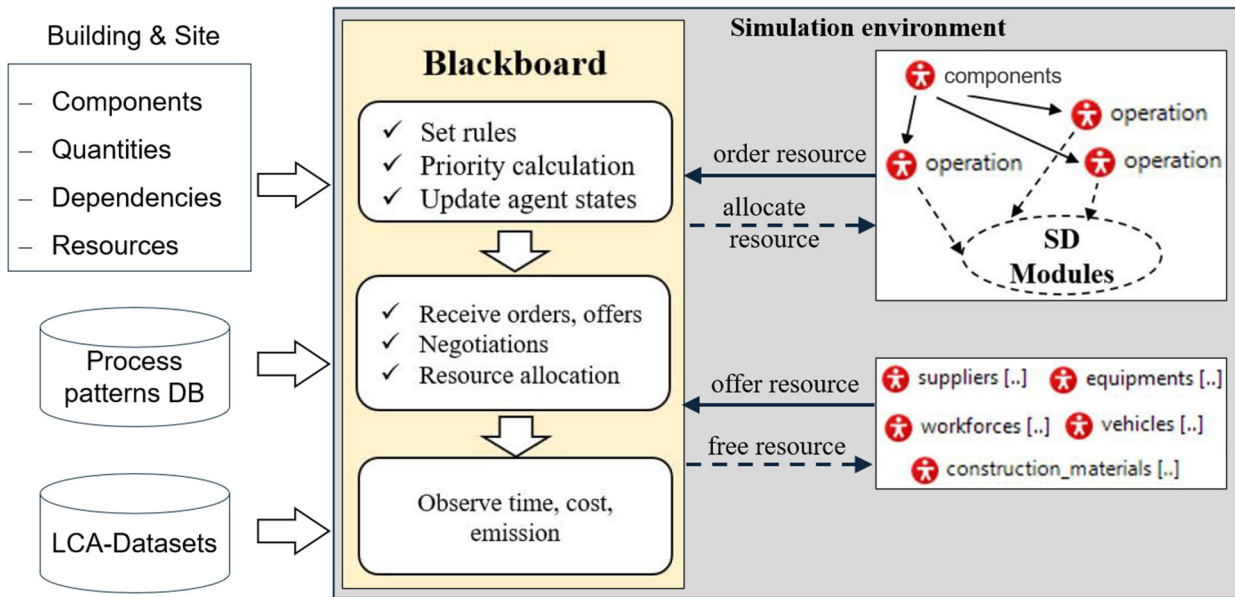 Building & Site
– Components
– Quantities
– Dependencies
– Resources
Process
patterns DB
LCA-Datasets
Simulation environment
Blackboard
✓ Set rules
✓ Priority calculation
✓ Update agent states
✓ Receive orders, offers
✓ Negotiations
✓ Resource allocation
Observe time, cost,
emission
order resource
allocate
resource
offer resource
free resource
components
operation
operation
operation
SD
Modules
suppliers [..]
equipments [..]
workforces [..]
vehicles [..]
construction_materials [..]